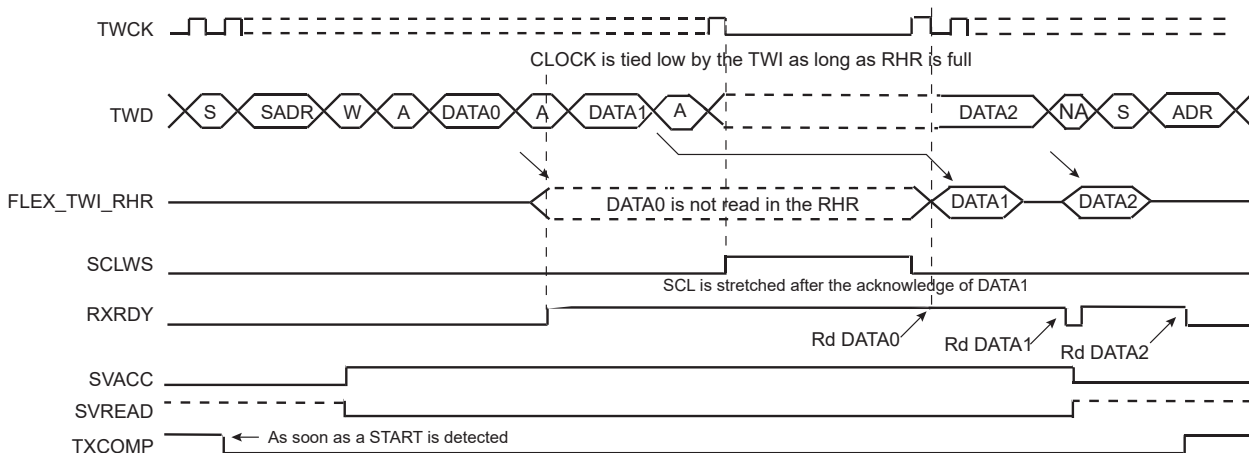 TWCK
CLOCK is tied low by the TWI as long as RHR is full
TWD S SADR W A DATA0 A DATA1 A DATA2 NA S ADR
FLEX_TWI_RHR DATA0 is not read in the RHR DATA1 DATA2
SCLWS
SCL is stretched after the acknowledge of DATA1
RXRDY
Rd DATA0 Rd DATA1 Rd DATA2
SVACC
SVREAD
TXCOMP As soon as a START is detected